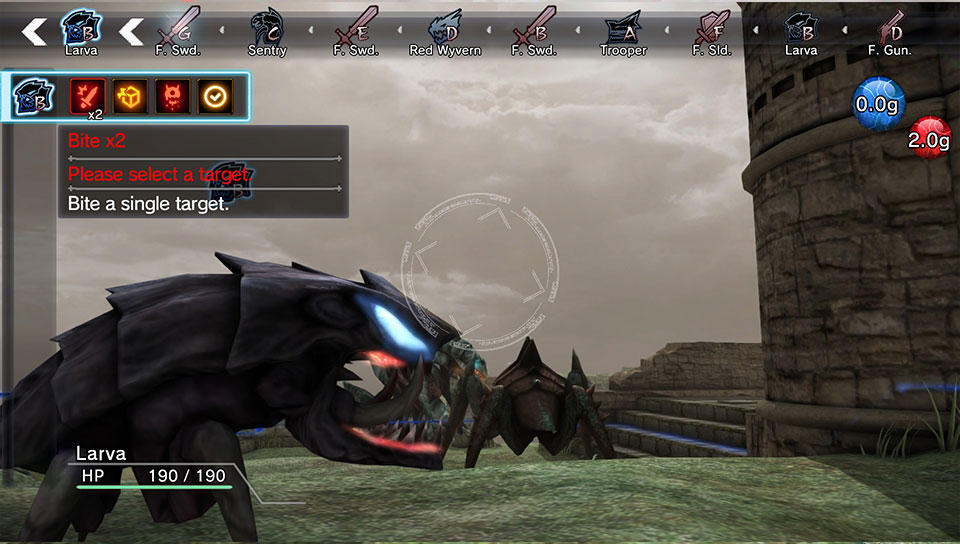 B G C E D B A F B D
Larva F. Swd. Sentry F. Swd. Red Wyvern F. Swd. Trooper F. Sld. Larva F. Gun.
B
x2
0.0g
2.0g
Bite x2
Please select a target
B
Bite a single target.
Larva
HP 190 / 190